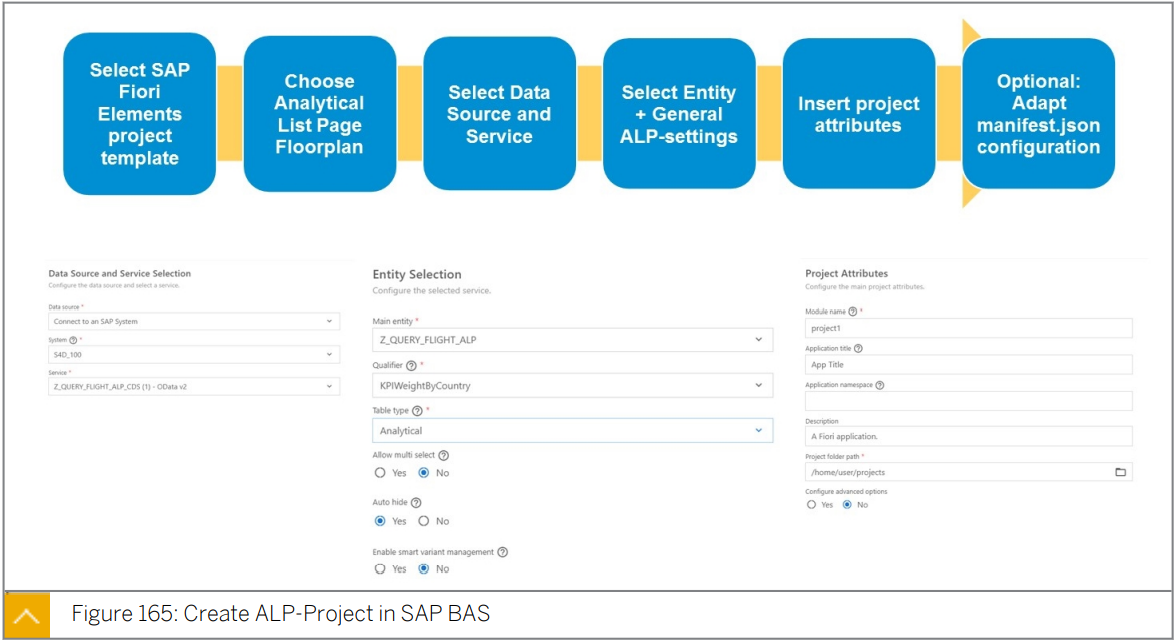 Select SAP
Fiori
Elements
project
template
Choose
Analytical
List Page
Floorplan
Select Data
Source and
Service
Select Entity
+ General
ALP-settings
Insert project
attributes
Optional:
Adapt
manifest.json
configuration
Data Source and Service Selection
Configure the data source and select a service.
Data source *
Connect to an SAP System
System ? *
S4D_100
Service *
Z_QUERY_FLIGHT_ALP_CDS (1) - OData v2
Entity Selection
Configure the selected service.
Main entity *
Z_QUERY_FLIGHT_ALP
Qualifier ? *
KPIWeightByCountry
Table type ? *
Analytical
Allow multi select ?
Yes No
Auto hide ?
Yes No
Enable smart variant management ?
Yes No
Project Attributes
Configure the main project attributes.
Module name ? *
project1
Application title ?
App Title
Application namespace ?
Description
A Fiori application.
Project folder path *
/home/user/projects
Configure advanced options
Yes No
Figure 165: Create ALP-Project in SAP BAS